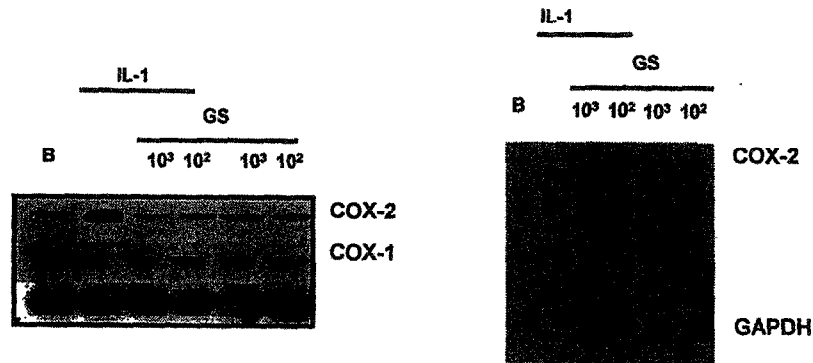 IL-1
GS
B 10³ 10² 10³ 10²
COX-2
COX-1
IL-1
GS
B 10³ 10² 10³ 10²
COX-2
GAPDH